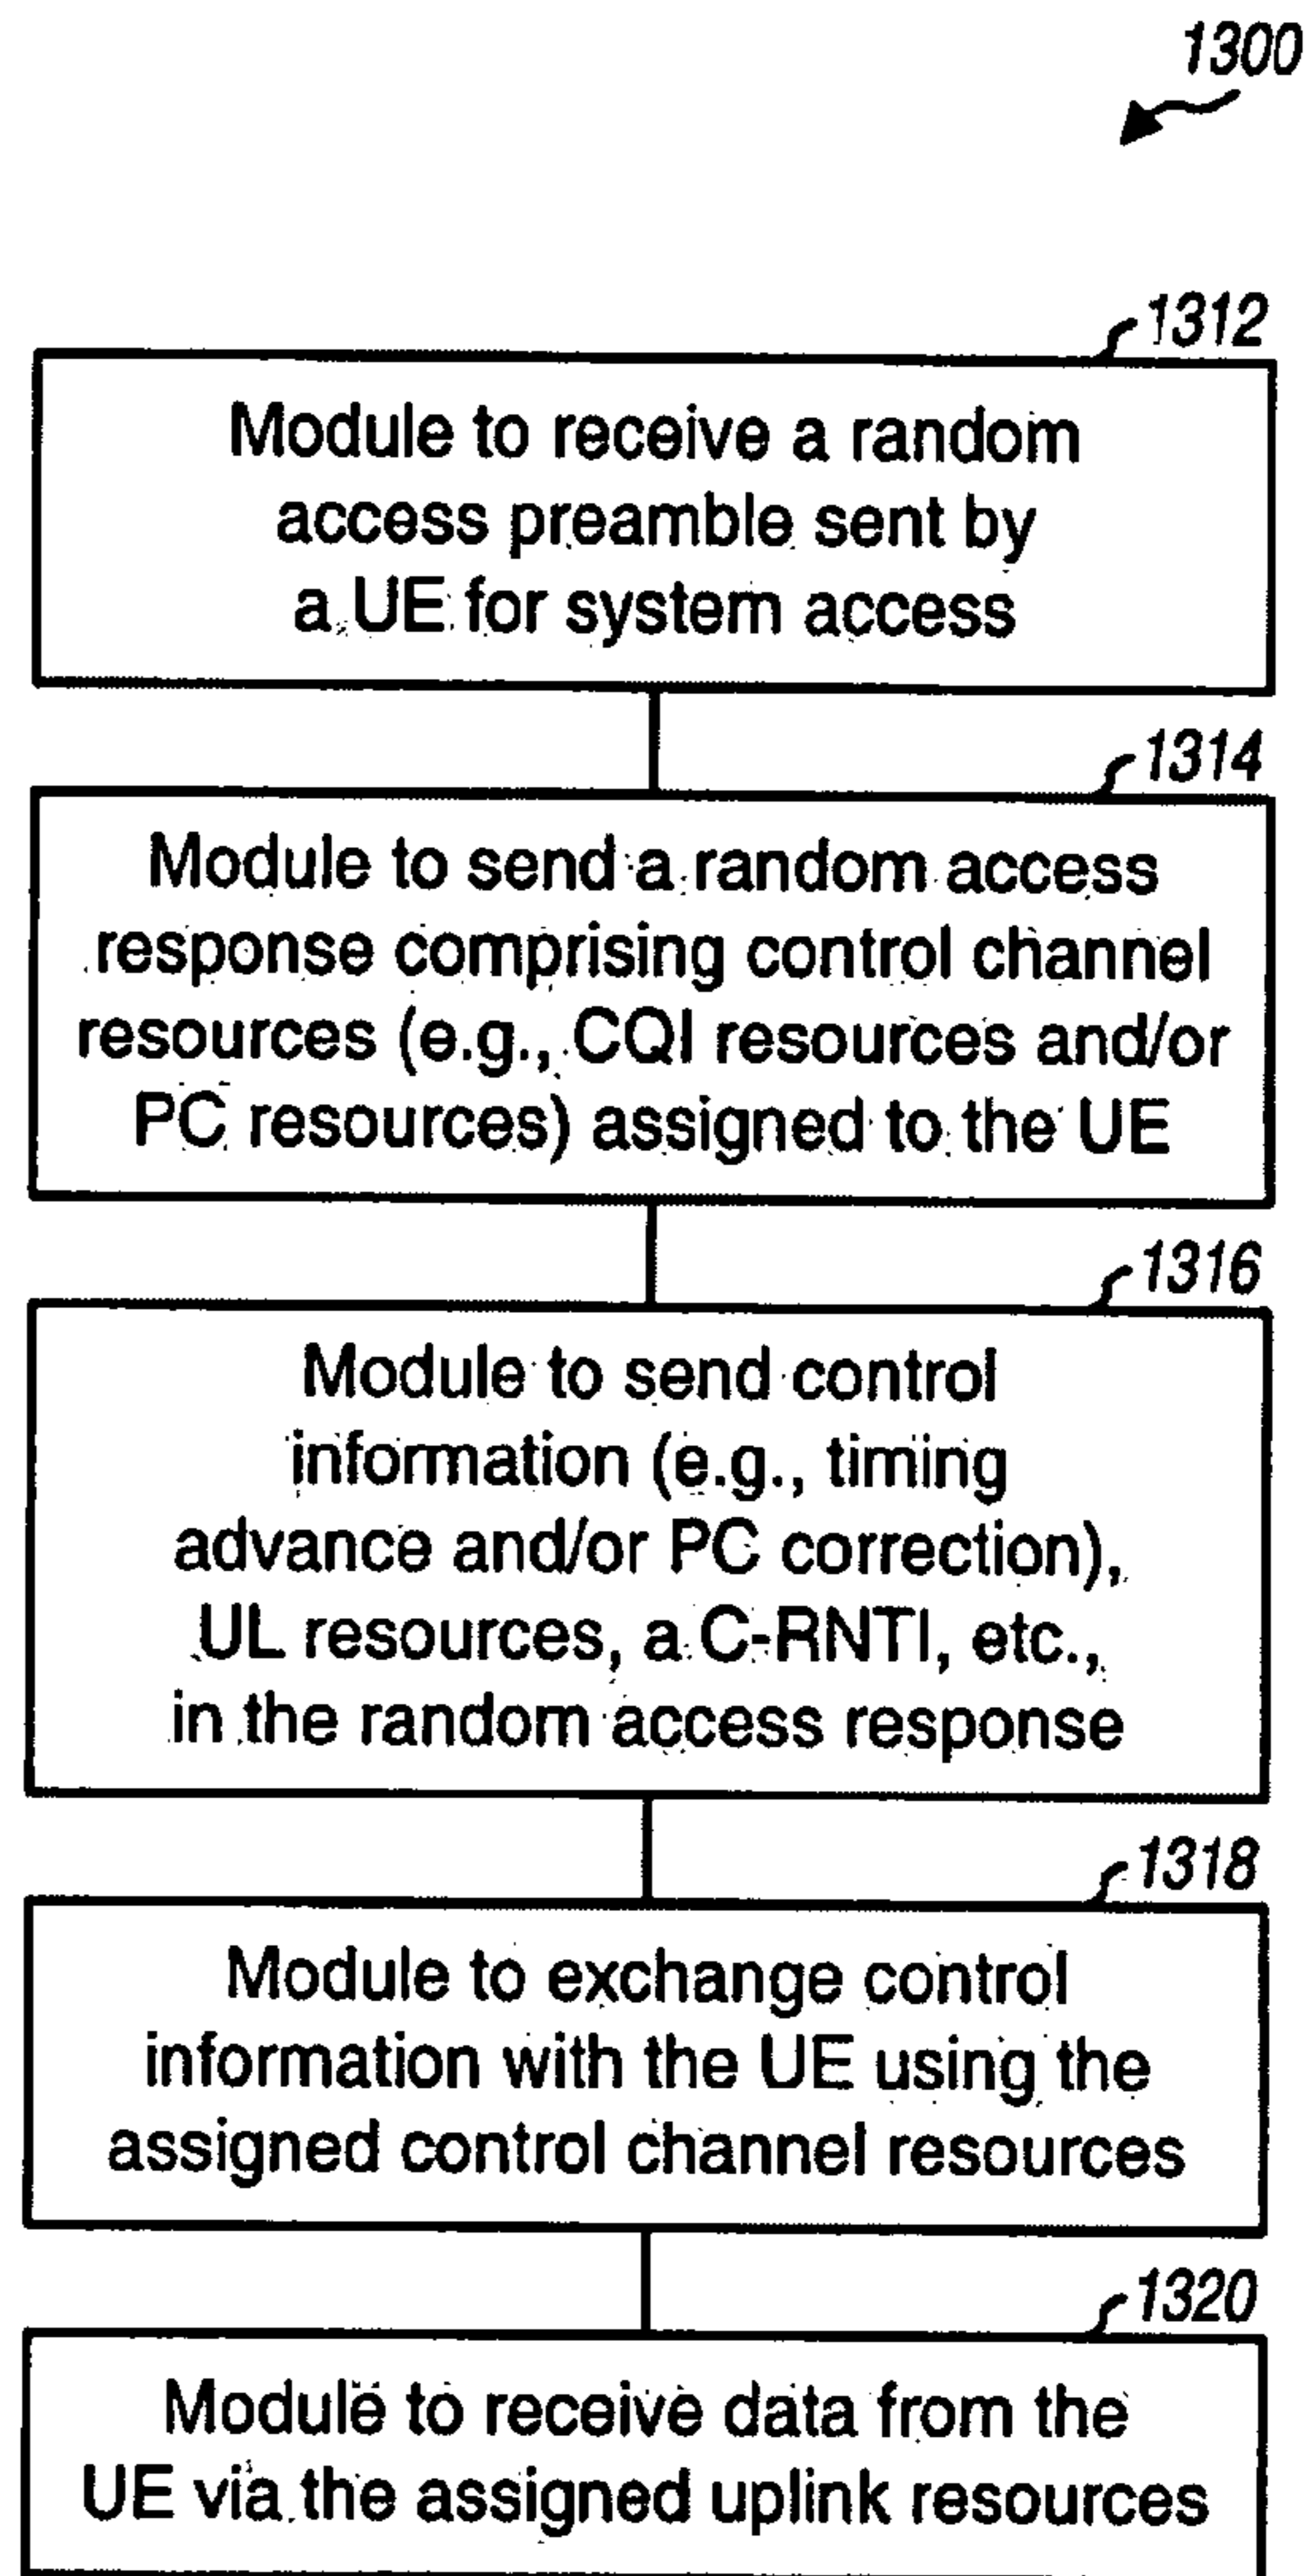 1300
1312
Module to receive a random
access preamble sent by
a UE for system access
1314
Module to send a random access
response comprising control channel
resources (e.g., CQI resources and/or
PC resources) assigned to the UE
1316
Module to send control
information (e.g., timing
advance and/or PC correction),
UL resources, a C-RNTI, etc.,
in the random access response
1318
Module to exchange control
information with the UE using the
assigned control channel resources
1320
Module to receive data from the
UE via the assigned uplink resources